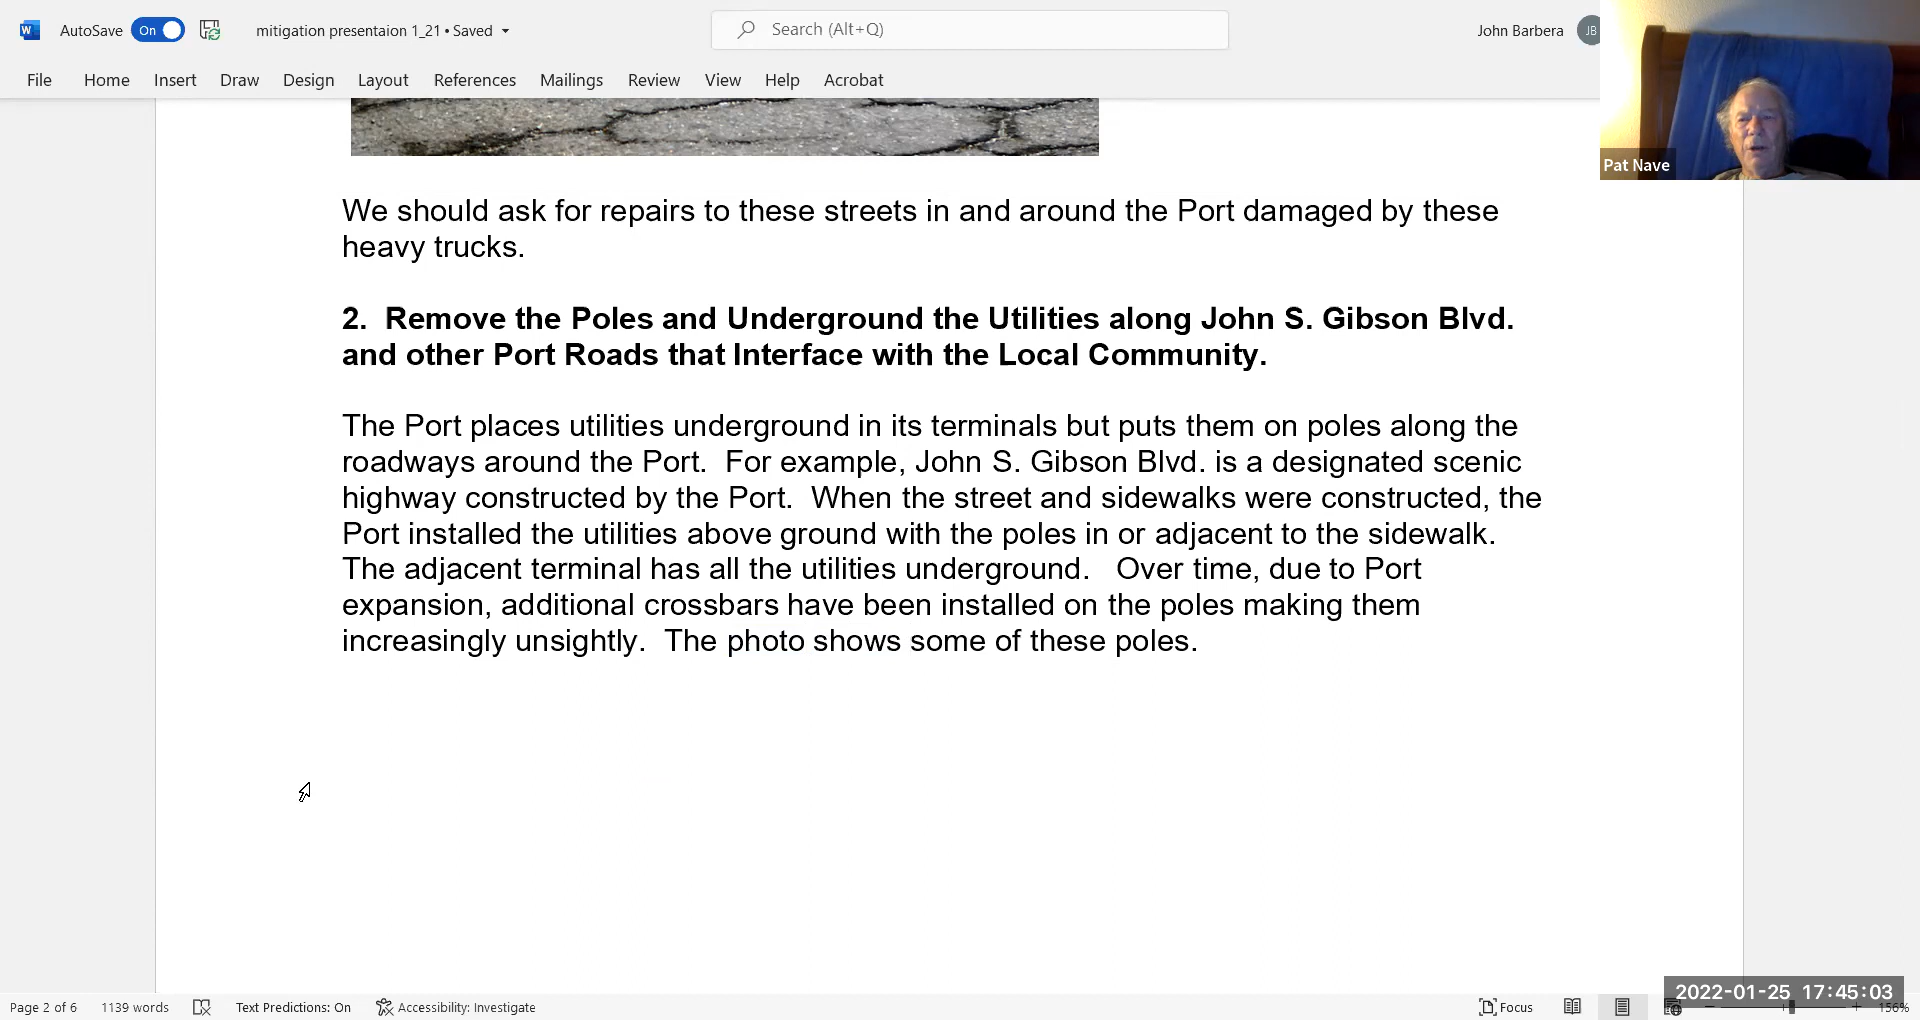 AutoSave On mitigation presentaion 1_21 • Saved Search (Alt+Q) John Barbera JB
File Home Insert Draw Design Layout References Mailings Review View Help Acrobat
Pat Nave
We should ask for repairs to these streets in and around the Port damaged by these
heavy trucks.
2. Remove the Poles and Underground the Utilities along John S. Gibson Blvd.
and other Port Roads that Interface with the Local Community.
The Port places utilities underground in its terminals but puts them on poles along the
roadways around the Port. For example, John S. Gibson Blvd. is a designated scenic
highway constructed by the Port. When the street and sidewalks were constructed, the
Port installed the utilities above ground with the poles in or adjacent to the sidewalk.
The adjacent terminal has all the utilities underground. Over time, due to Port
expansion, additional crossbars have been installed on the poles making them
increasingly unsightly. The photo shows some of these poles.
2022-01-25 17:45:03
Page 2 of 6 1139 words Text Predictions: On Accessibility: Investigate Focus 156%